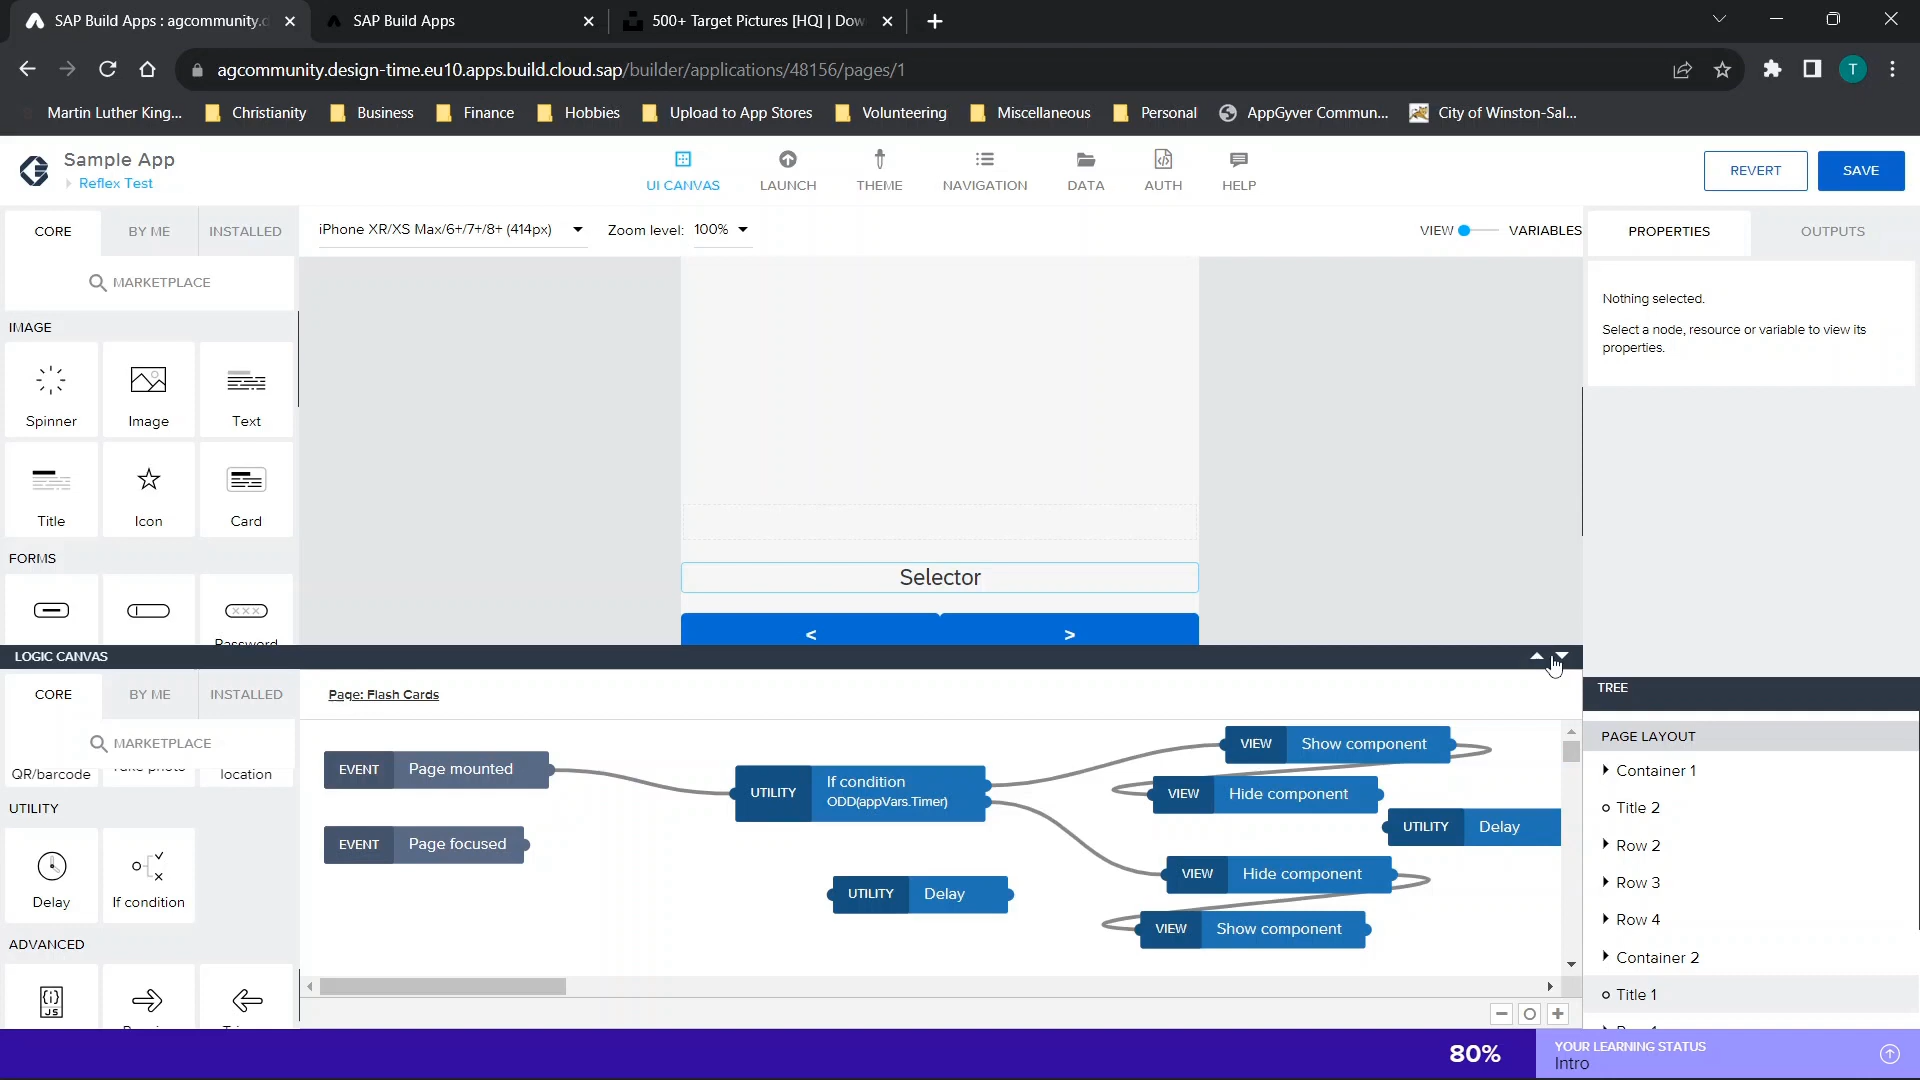 SAP Build Apps : agcommunity.c
SAP Build Apps
500+ Target Pictures [HQ] | Dow
agcommunity.design-time.eu10.apps.build.cloud.sap/builder/applications/48156/pages/1
T
Martin Luther King...
Christianity
Business
Finance
Hobbies
Upload to App Stores
Volunteering
Miscellaneous
Personal
AppGyver Commun...
City of Winston-Sal...
Sample App
Reflex Test
UI CANVAS
LAUNCH
THEME
NAVIGATION
DATA
AUTH
HELP
REVERT
SAVE
CORE
BY ME
INSTALLED
iPhone XR/XS Max/6+/7+/8+ (414px)
Zoom level: 100%
VIEW
VARIABLES
PROPERTIES
OUTPUTS
MARKETPLACE
IMAGE
Spinner
Image
Text
Title
Icon
Card
FORMS
Password
Nothing selected.
Select a node, resource or variable to view its
properties.
Selector
<
>
LOGIC CANVAS
CORE
BY ME
INSTALLED
Page: Flash Cards
MARKETPLACE
QR/barcode
Take photo
location
UTILITY
Delay
If condition
ADVANCED
JS
EVENT Page mounted
EVENT Page focused
UTILITY If condition
ODD(appVars.Timer)
UTILITY Delay
VIEW Show component
VIEW Hide component
UTILITY Delay
VIEW Hide component
VIEW Show component
TREE
PAGE LAYOUT
Container 1
Title 2
Row 2
Row 3
Row 4
Container 2
Title 1
80%
YOUR LEARNING STATUS
Intro